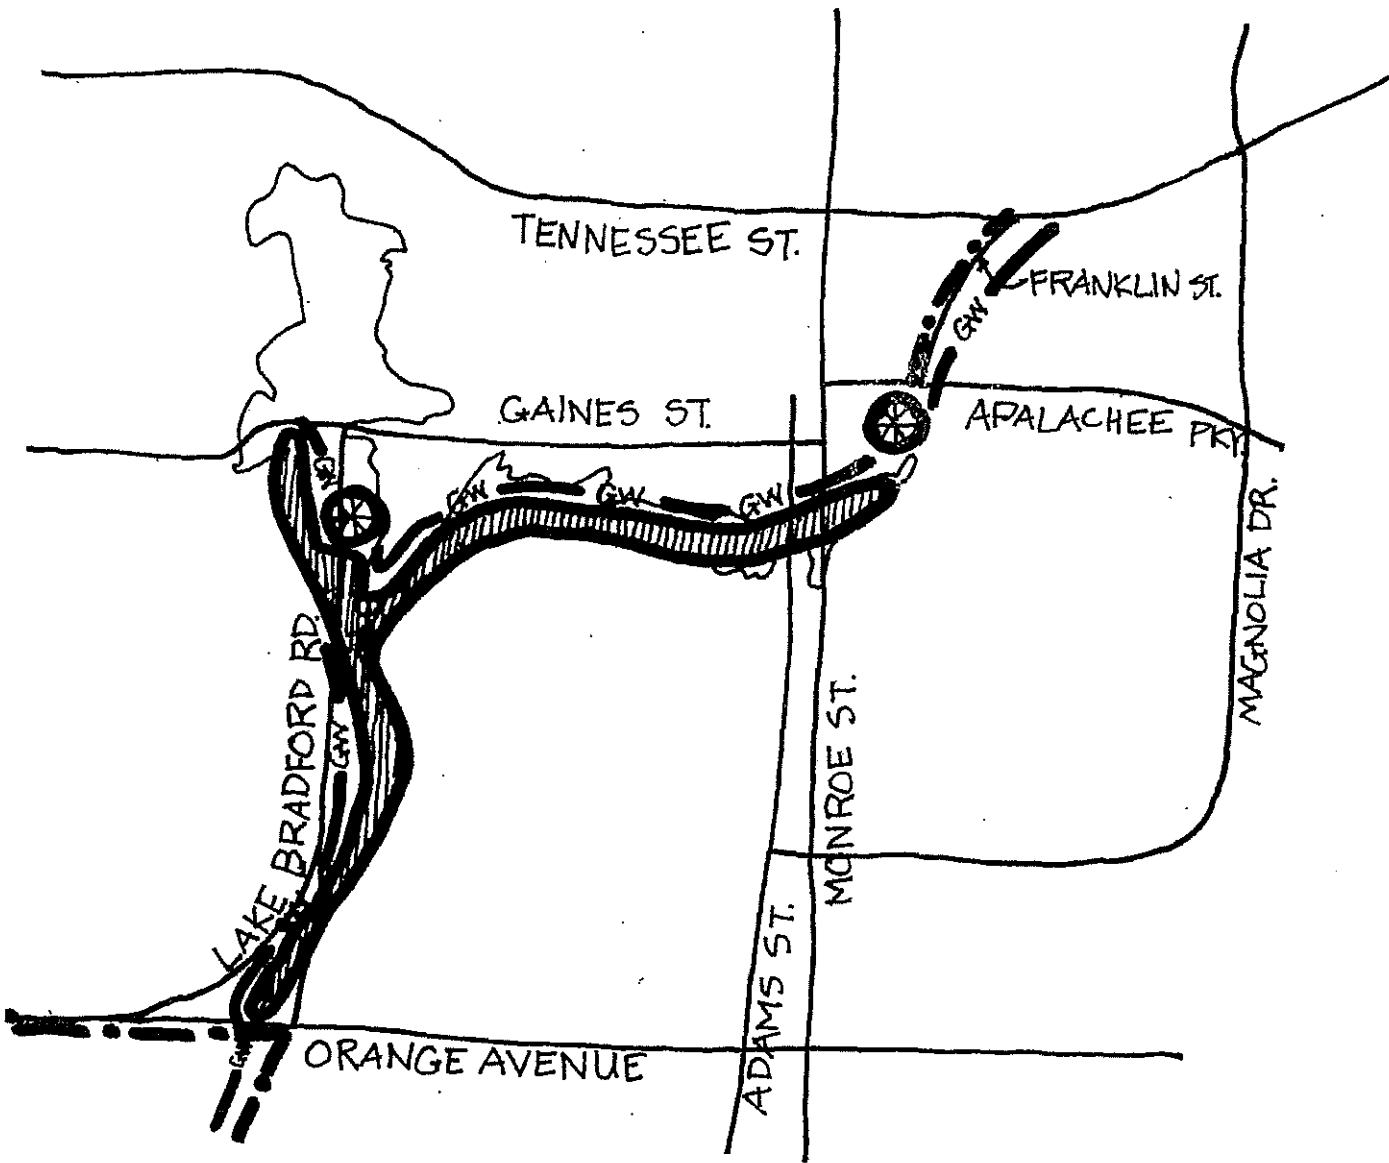 TENNESSEE ST.
FRANKLIN ST.
GW
GAINES ST.
APALACHEE PKY.
GW
GW
GW
GW
MAGNOLIA DR.
LAKE BRADFORD RD.
GW
MONROE ST.
ADAMS ST.
ORANGE AVENUE
GW